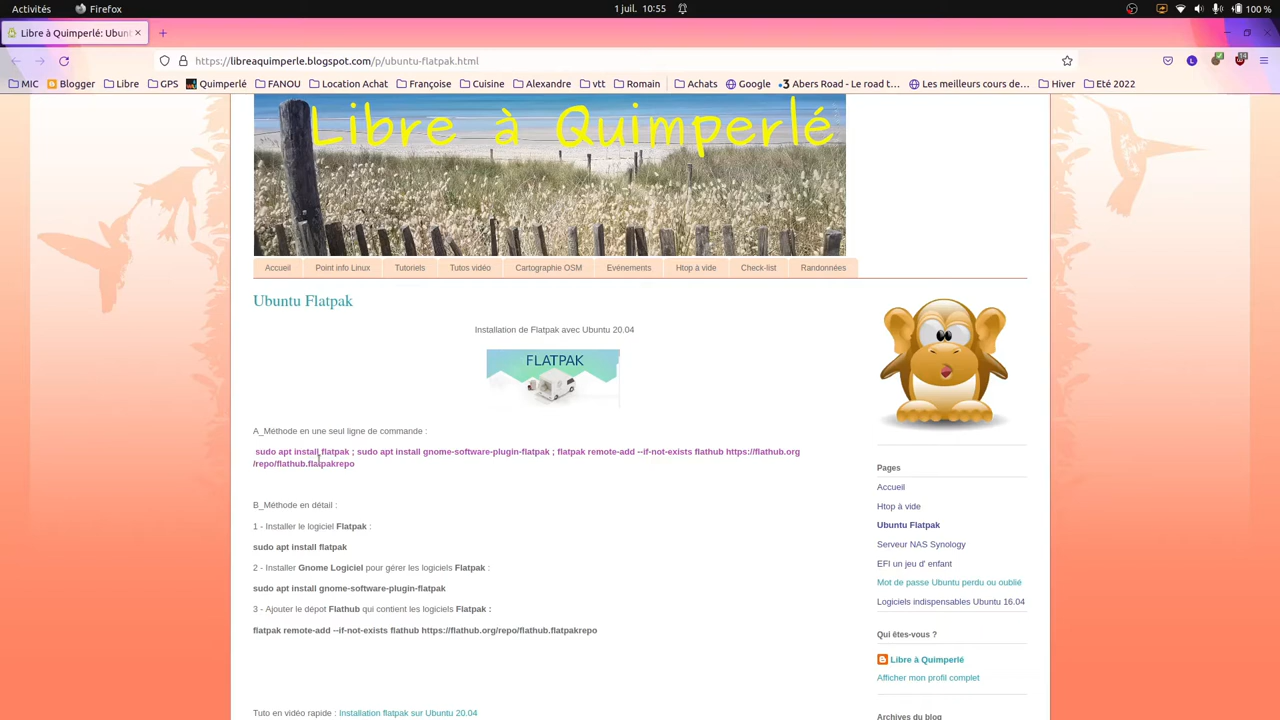 1 juil. 10:55
100 %
Libre à Quimperlé: Ubunt
https://libreaquimperle.blogspot.com/p/ubuntu-flatpak.html
MIC Blogger Libre GPS Quimperlé FANOU Location Achat Françoise Cuisine Alexandre vtt Romain Achats Google Abers Road - Le road t… Les meilleurs cours de… Hiver Eté 2022
Libre à Quimperlé
Accueil Point info Linux Tutoriels Tutos vidéo Cartographie OSM Evènements Htop à vide Check-list Randonnées
Ubuntu Flatpak
Installation de Flatpak avec Ubuntu 20.04
FLATPAK
A_Méthode en une seul ligne de commande :
sudo apt install flatpak ; sudo apt install gnome-software-plugin-flatpak ; flatpak remote-add --if-not-exists flathub https://flathub.org
/repo/flathub.flatpakrepo
B_Méthode en détail :
1 - Installer le logiciel Flatpak :
sudo apt install flatpak
2 - Installer Gnome Logiciel pour gérer les logiciels Flatpak :
sudo apt install gnome-software-plugin-flatpak
3 - Ajouter le dépot Flathub qui contient les logiciels Flatpak :
flatpak remote-add --if-not-exists flathub https://flathub.org/repo/flathub.flatpakrepo
Tuto en vidéo rapide : Installation flatpak sur Ubuntu 20.04
Pages
Accueil
Htop à vide
Ubuntu Flatpak
Serveur NAS Synology
EFI un jeu d' enfant
Mot de passe Ubuntu perdu ou oublié
Logiciels indispensables Ubuntu 16.04
Qui êtes-vous ?
Libre à Quimperlé
Afficher mon profil complet
Archives du blog